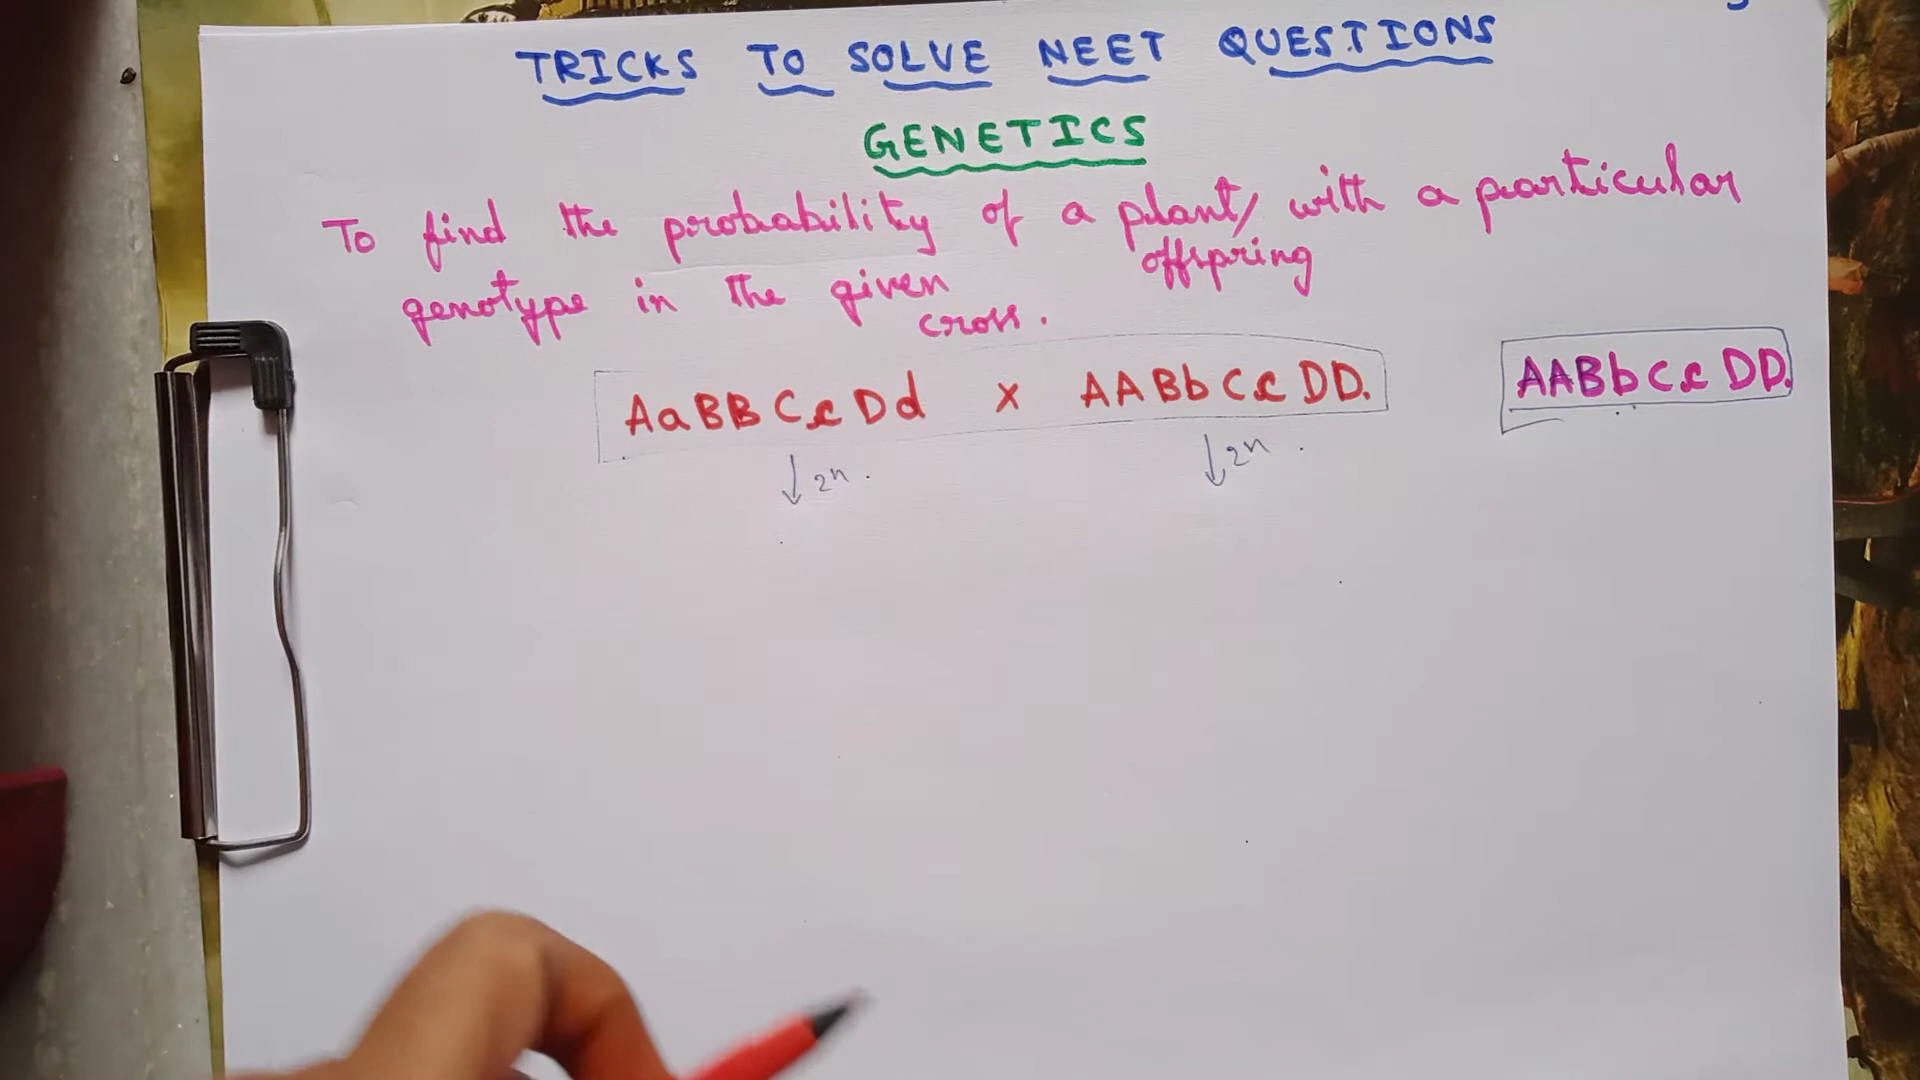 TRICKS TO SOLVE NEET QUESTIONS
GENETICS
To find the probability of a plant/ with a particular
offspring
genotype in the given
cross.
AaBBCcDd x AABbCcDD.
AABbCcDD.
↓2n. ↓2n.